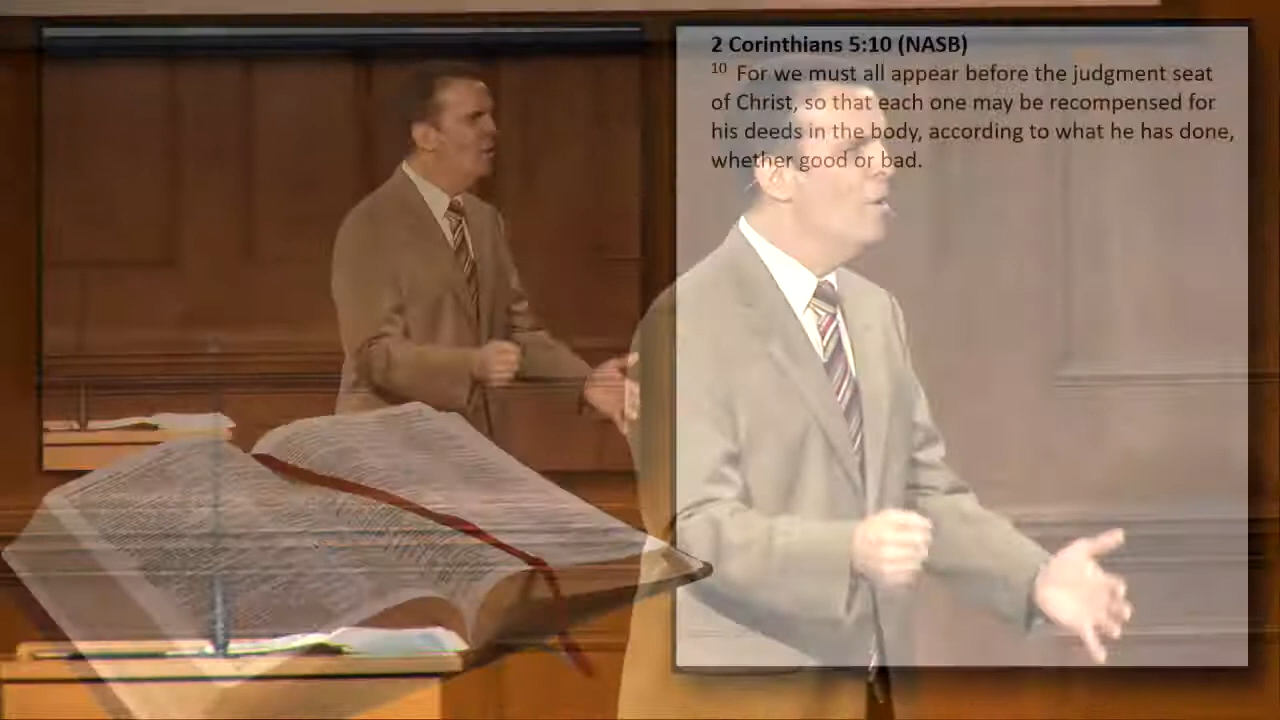 2 Corinthians 5:10 (NASB)
10 For we must all appear before the judgment seat
of Christ, so that each one may be recompensed for
his deeds in the body, according to what he has done,
whether good or bad.